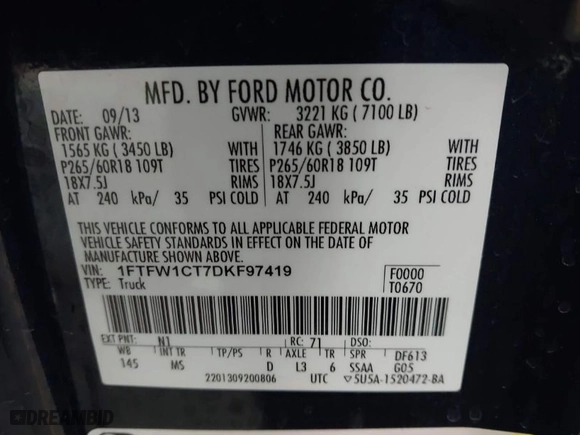 MFD. BY FORD MOTOR CO.
DATE: 09/13 GVWR: 3221 KG ( 7100 LB)
FRONT GAWR: REAR GAWR:
1565 KG ( 3450 LB) WITH 1746 KG ( 3850 LB) WITH
P265/60R18 109T TIRES P265/60R18 109T TIRES
18X7.5J RIMS 18X7.5J RIMS
AT 240 kPa/ 35 PSI COLD AT 240 kPa/ 35 PSI COLD
THIS VEHICLE CONFORMS TO ALL APPLICABLE FEDERAL MOTOR
VEHICLE SAFETY STANDARDS IN EFFECT ON THE DATE OF
MANUFACTURE SHOWN ABOVE.
VIN: 1FTFW1CT7DKF97419 F0000
TYPE: Truck T0670
EXT PNT: N1 RC: 71 DSO:
WB INT TR TP/PS R AXLE TR SPR DF613
145 MS D L3 6 SSAA G05
2201309200806 UTC ▽5U5A-1520472-BA
DREAMBID